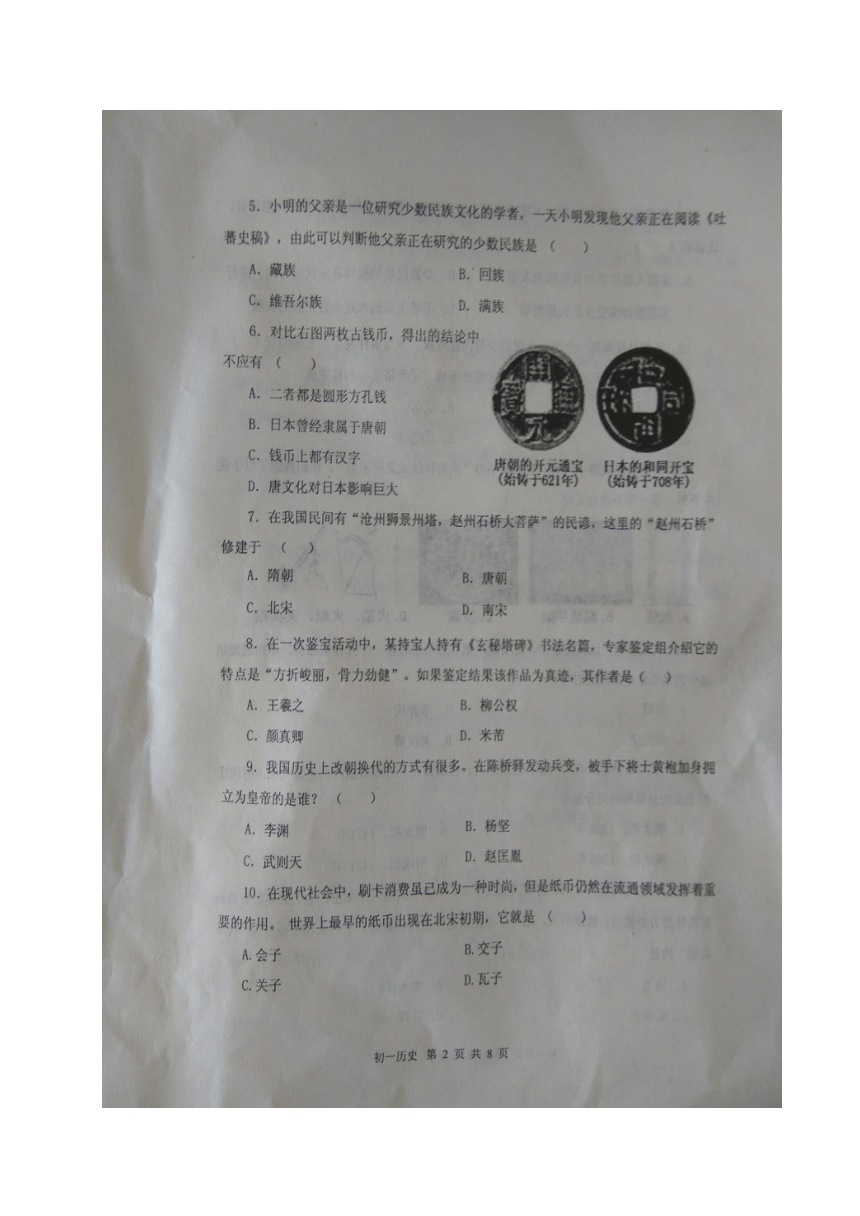 5. 小明的父亲是一位研究少数民族文化的学者，一天小明发现他父亲正在阅读《吐
蕃史稿》，由此可以判断他父亲正在研究的少数民族是 （ ）
A. 藏族 B. 回族
C. 维吾尔族 D. 满族
6. 对比右图两枚古钱币，得出的结论中
不应有 （ ）
A. 二者都是圆形方孔钱
B. 日本曾经隶属于唐朝
C. 钱币上都有汉字
D. 唐文化对日本影响巨大
唐朝的开元通宝 日本的和同开宝
(始铸于621年) (始铸于708年)
7. 在我国民间有“沧州狮景州塔，赵州石桥大菩萨”的民谚，这里的“赵州石桥”
修建于 （ ）
A. 隋朝 B. 唐朝
C. 北宋 D. 南宋
8. 在一次鉴宝活动中，某持宝人持有《玄秘塔碑》书法名篇，专家鉴定组介绍它的
特点是“方折峻丽，骨力劲健”。如果鉴定结果该作品为真迹，其作者是（ ）
A. 王羲之 B. 柳公权
C. 颜真卿 D. 米芾
9. 我国历史上改朝换代的方式有很多。在陈桥驿发动兵变，被手下将士黄袍加身拥
立为皇帝的是谁？ （ ）
A. 李渊 B. 杨坚
C. 武则天 D. 赵匡胤
10. 在现代社会中，刷卡消费虽已成为一种时尚，但是纸币仍然在流通领域发挥着重
要的作用。 世界上最早的纸币出现在北宋初期，它就是 （ ）
A.会子 B.交子
C.关子 D.瓦子
初一历史 第 2 页 共 8 页